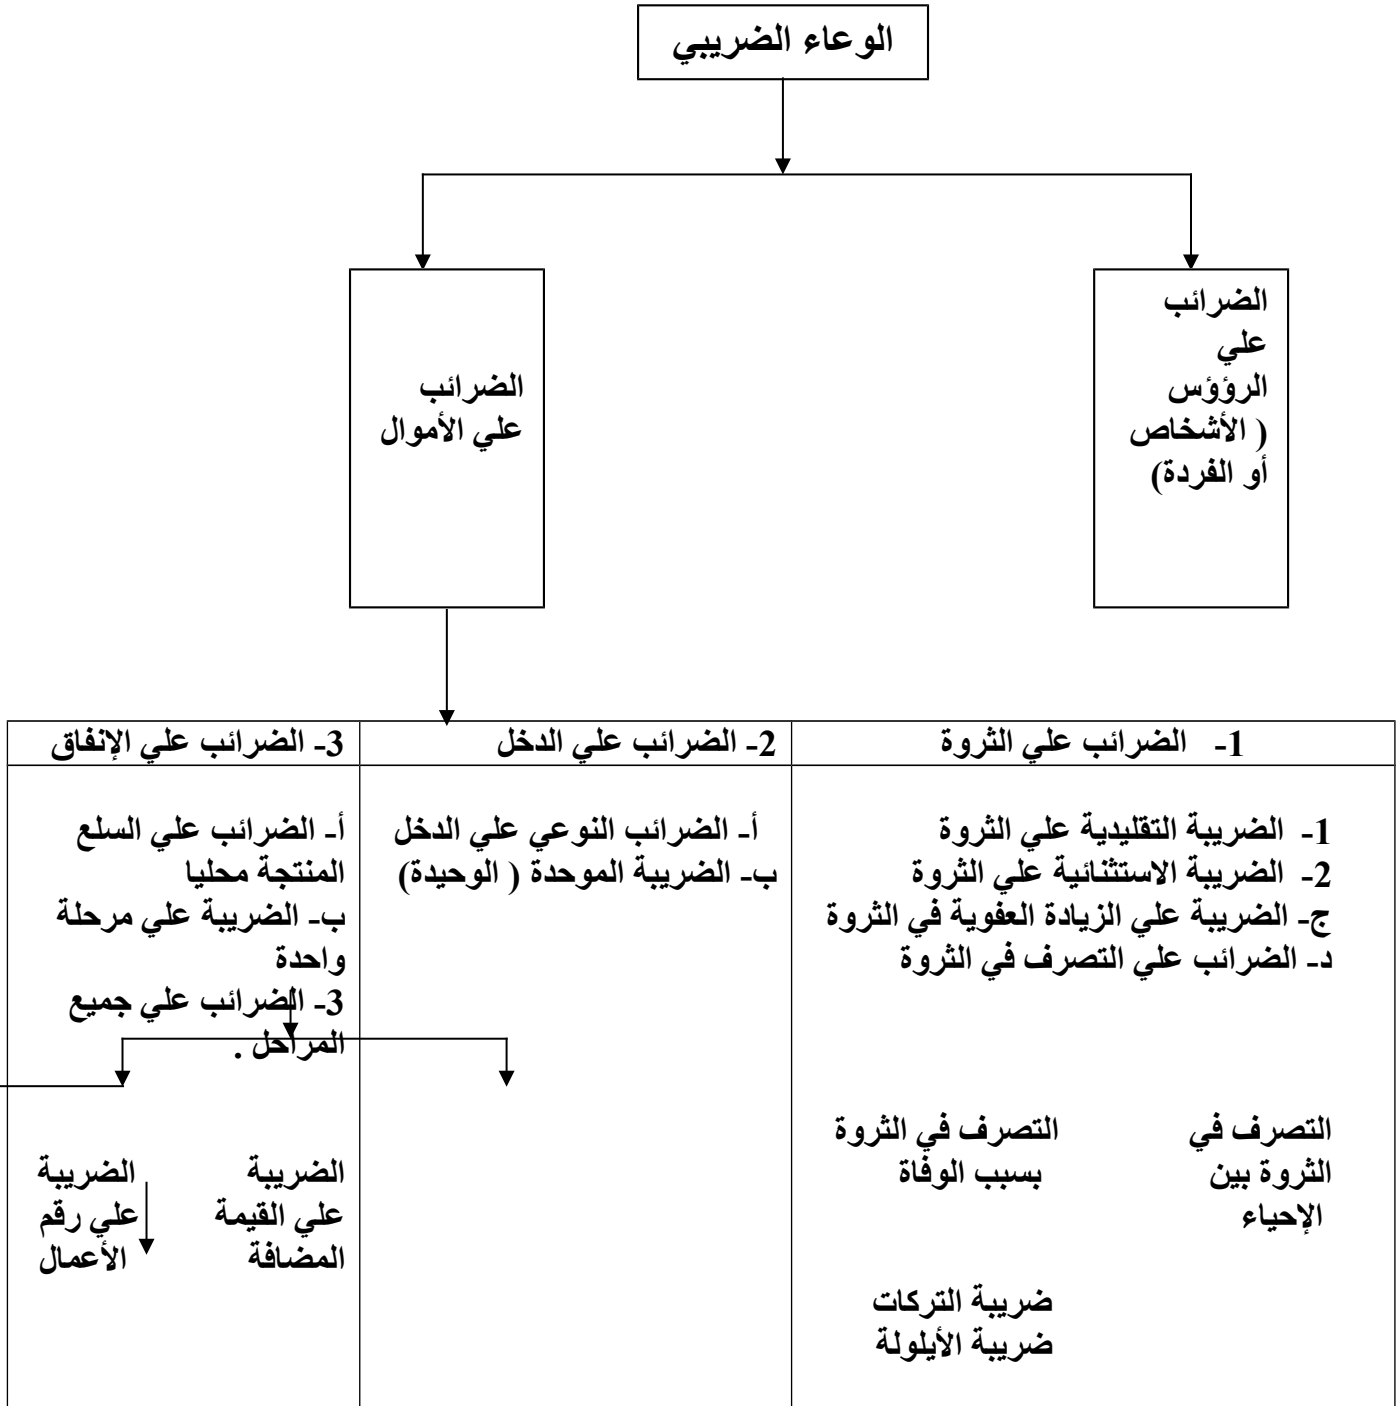 الوعاء الضريبي
الضرائب
علي
الرؤؤس
( الأشخاص
أو الفردة)
الضرائب
علي الأموال
1- الضرائب علي الثروة
2- الضرائب علي الدخل
3- الضرائب علي الإنفاق
1- الضريبة التقليدية علي الثروة
2- الضريبة الاستثنائية علي الثروة
ج- الضريبة علي الزيادة العفوية في الثروة
د- الضرائب علي التصرف في الثروة
التصرف في
الثروة بين
الإحياء
التصرف في الثروة
بسبب الوفاة
ضريبة التركات
ضريبة الأيلولة
أ- الضرائب النوعي علي الدخل
ب- الضريبة الموحدة ( الوحيدة)
أ- الضرائب علي السلع
المنتجة محليا
ب- الضريبة علي مرحلة
واحدة
3- الضرائب علي جميع
المراحل .
الضريبة
علي القيمة
المضافة
الضريبة
علي رقم
الأعمال